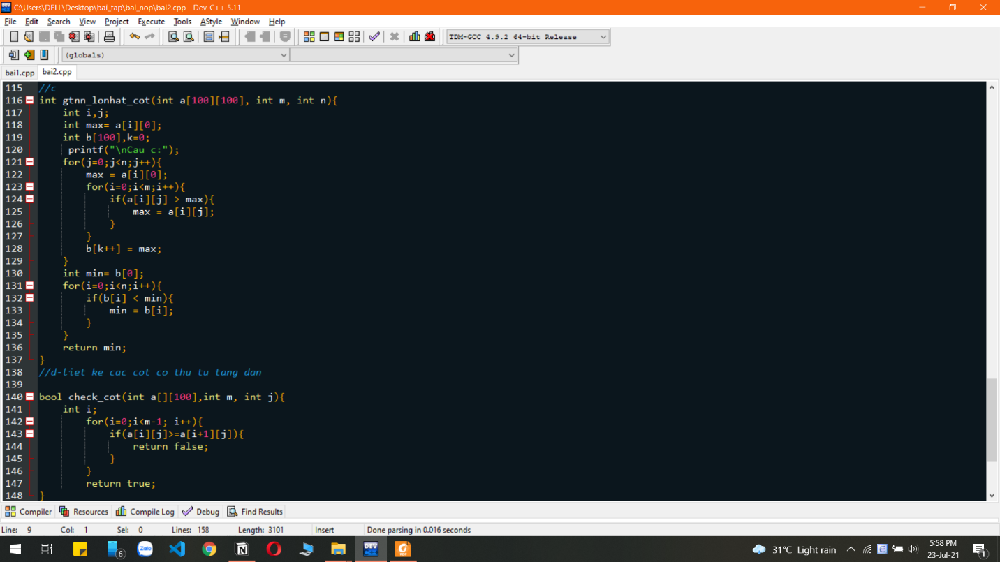 C:\Users\DELL\Desktop\bai_tap\bai_nop\bai2.cpp - Dev-C++ 5.11
File Edit Search View Project Execute Tools AStyle Window Help
TDM-GCC 4.9.2 64-bit Release
(globals)
bai1.cpp bai2.cpp
115 //c
116 int gtnn_lonhat_cot(int a[100][100], int m, int n){
117 int i,j;
118 int max= a[i][0];
119 int b[100],k=0;
120 printf("\nCau c:");
121 for(j=0;j<n;j++){
122 max = a[i][0];
123 for(i=0;i<m;i++){
124 if(a[i][j] > max){
125 max = a[i][j];
126 }
127 }
128 b[k++] = max;
129 }
130 int min= b[0];
131 for(i=0;i<n;i++){
132 if(b[i] < min){
133 min = b[i];
134 }
135 }
136 return min;
137 }
138 //d-liet ke cac cot co thu tu tang dan
139
140 bool check_cot(int a[][100],int m, int j){
141 int i;
142 for(i=0;i<m-1; i++){
143 if(a[i][j]>=a[i+1][j]){
144 return false;
145 }
146 }
147 return true;
148 }
Compiler Resources Compile Log Debug Find Results
Line: 9 Col: 1 Sel: 0 Lines: 158 Length: 3101 Insert Done parsing in 0.016 seconds
6 Zalo DEV PDF 31°C Light rain E 5:58 PM 1
23-Jul-21